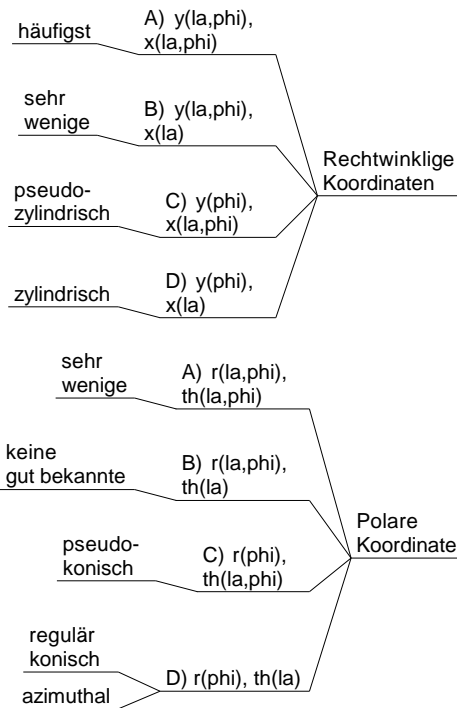 häufigst
A) y(la,phi),
x(la,phi)
sehr
wenige
B) y(la,phi),
x(la)
Rechtwinklige
Koordinaten
pseudo-
zylindrisch
C) y(phi),
x(la,phi)
zylindrisch
D) y(phi),
x(la)
sehr
wenige
A) r(la,phi),
th(la,phi)
keine
gut bekannte
B) r(la,phi),
th(la)
Polare
Koordinate
pseudo-
konisch
C) r(phi),
th(la,phi)
regulär
konisch
azimuthal
D) r(phi), th(la)